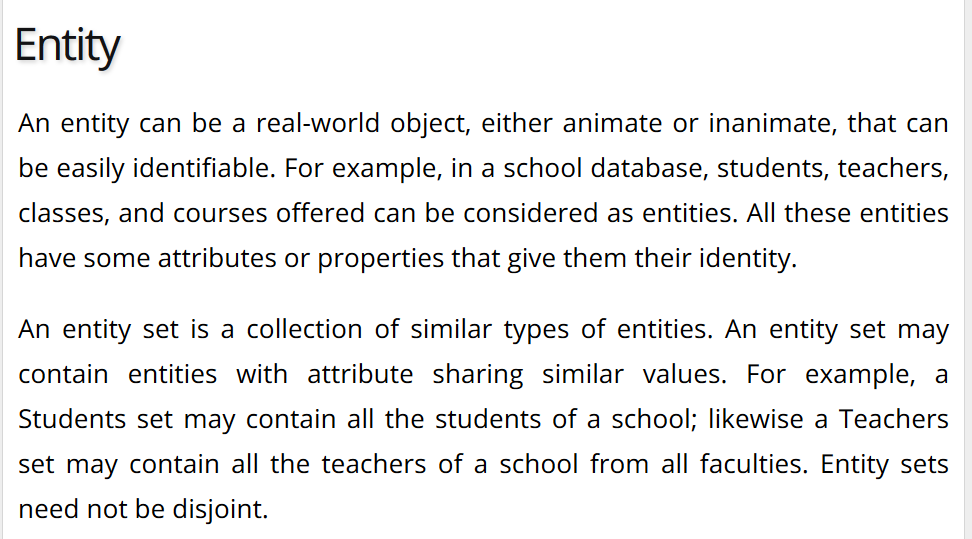 Entity
An entity can be a real-world object, either animate or inanimate, that can
be easily identifiable. For example, in a school database, students, teachers,
classes, and courses offered can be considered as entities. All these entities
have some attributes or properties that give them their identity.
An entity set is a collection of similar types of entities. An entity set may
contain entities with attribute sharing similar values. For example, a
Students set may contain all the students of a school; likewise a Teachers
set may contain all the teachers of a school from all faculties. Entity sets
need not be disjoint.